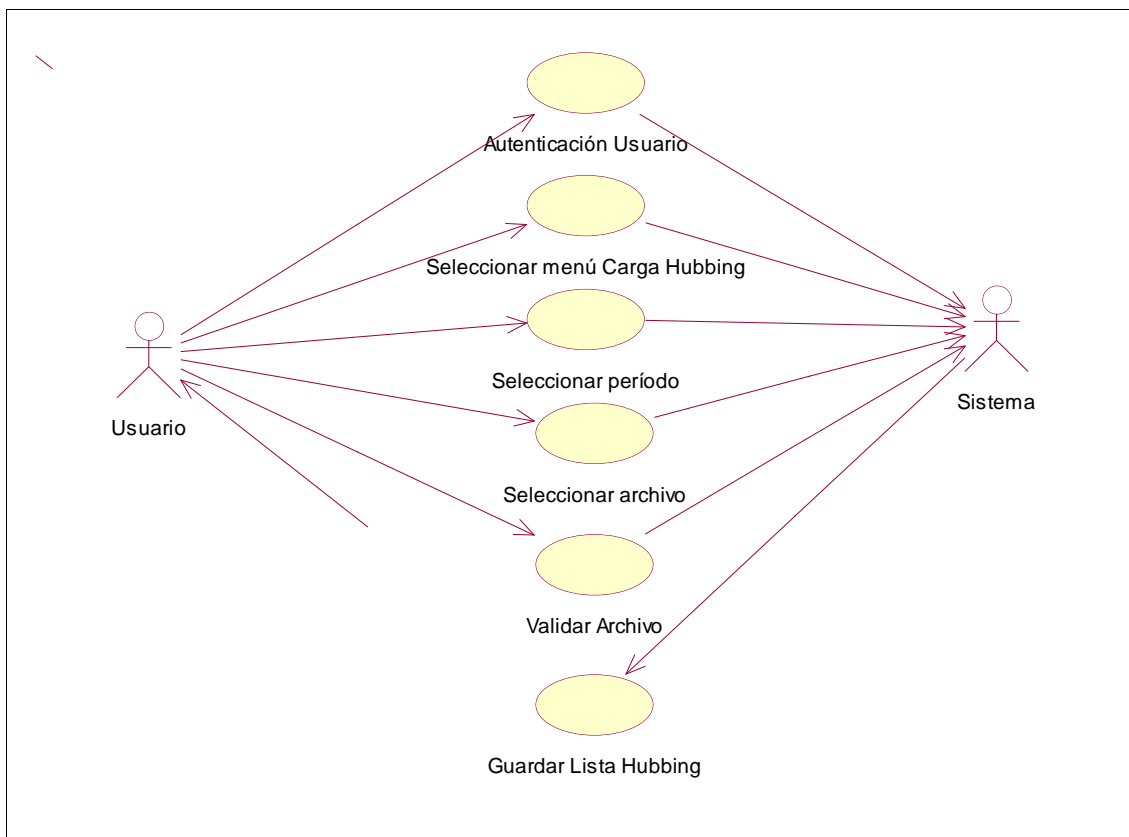 Autenticación Usuario
Seleccionar menú Carga Hubbing
Seleccionar período
Sistema
Usuario
Seleccionar archivo
Validar Archivo
Guardar Lista Hubbing